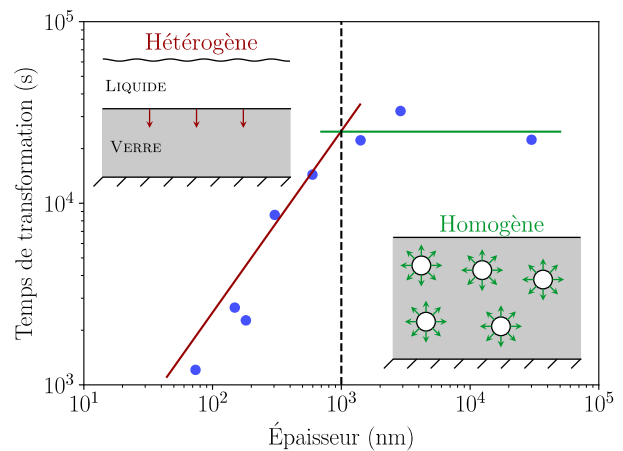 10^5
10^4
10^3
Temps de transformation (s)
Hétérogène
Liquide
Verre
Homogène
10^1 10^2 10^3 10^4 10^5
Épaisseur (nm)